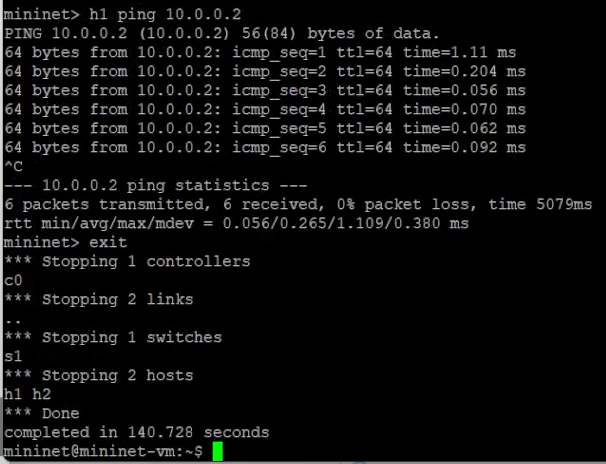 mininet> h1 ping 10.0.0.2
PING 10.0.0.2 (10.0.0.2) 56(84) bytes of data.
64 bytes from 10.0.0.2: icmp_seq=1 ttl=64 time=1.11 ms
64 bytes from 10.0.0.2: icmp_seq=2 ttl=64 time=0.204 ms
64 bytes from 10.0.0.2: icmp_seq=3 ttl=64 time=0.056 ms
64 bytes from 10.0.0.2: icmp_seq=4 ttl=64 time=0.070 ms
64 bytes from 10.0.0.2: icmp_seq=5 ttl=64 time=0.062 ms
64 bytes from 10.0.0.2: icmp_seq=6 ttl=64 time=0.092 ms
^C
--- 10.0.0.2 ping statistics ---
6 packets transmitted, 6 received, 0% packet loss, time 5079ms
rtt min/avg/max/mdev = 0.056/0.265/1.109/0.380 ms
mininet> exit
*** Stopping 1 controllers
c0
*** Stopping 2 links
..
*** Stopping 1 switches
s1
*** Stopping 2 hosts
h1 h2
*** Done
completed in 140.728 seconds
mininet@mininet-vm:~$